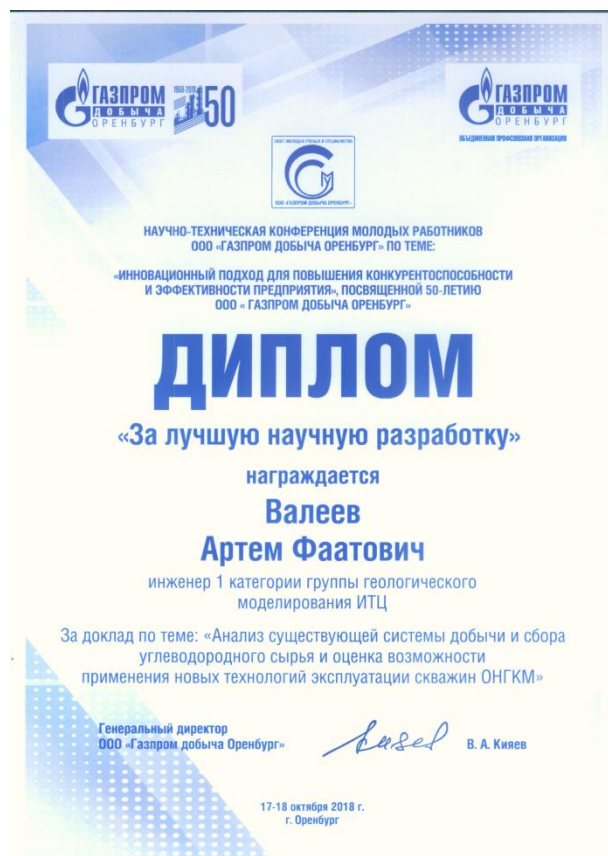 ГАЗПРОМ
ДОБЫЧА
ОРЕНБУРГ
1968-2018
50
ГАЗПРОМ
ДОБЫЧА
ОРЕНБУРГ
ОБЪЕДИНЕННАЯ ПРОФСОЮЗНАЯ ОРГАНИЗАЦИЯ
СОВЕТ МОЛОДЫХ УЧЕНЫХ И СПЕЦИАЛИСТОВ
ООО «ГАЗПРОМ ДОБЫЧА ОРЕНБУРГ»
НАУЧНО-ТЕХНИЧЕСКАЯ КОНФЕРЕНЦИЯ МОЛОДЫХ РАБОТНИКОВ
ООО «ГАЗПРОМ ДОБЫЧА ОРЕНБУРГ» ПО ТЕМЕ:
«ИННОВАЦИОННЫЙ ПОДХОД ДЛЯ ПОВЫШЕНИЯ КОНКУРЕНТОСПОСОБНОСТИ
И ЭФФЕКТИВНОСТИ ПРЕДПРИЯТИЯ», ПОСВЯЩЕННОЙ 50-ЛЕТИЮ
ООО « ГАЗПРОМ ДОБЫЧА ОРЕНБУРГ»
ДИПЛОМ
«За лучшую научную разработку»
награждается
Валеев
Артем Фаатович
инженер 1 категории группы геологического
моделирования ИТЦ
За доклад по теме: «Анализ существующей системы добычи и сбора
углеводородного сырья и оценка возможности
применения новых технологий эксплуатации скважин ОНГКМ»
Генеральный директор
ООО «Газпром добыча Оренбург»
В. А. Кияев
17-18 октября 2018 г.
г. Оренбург